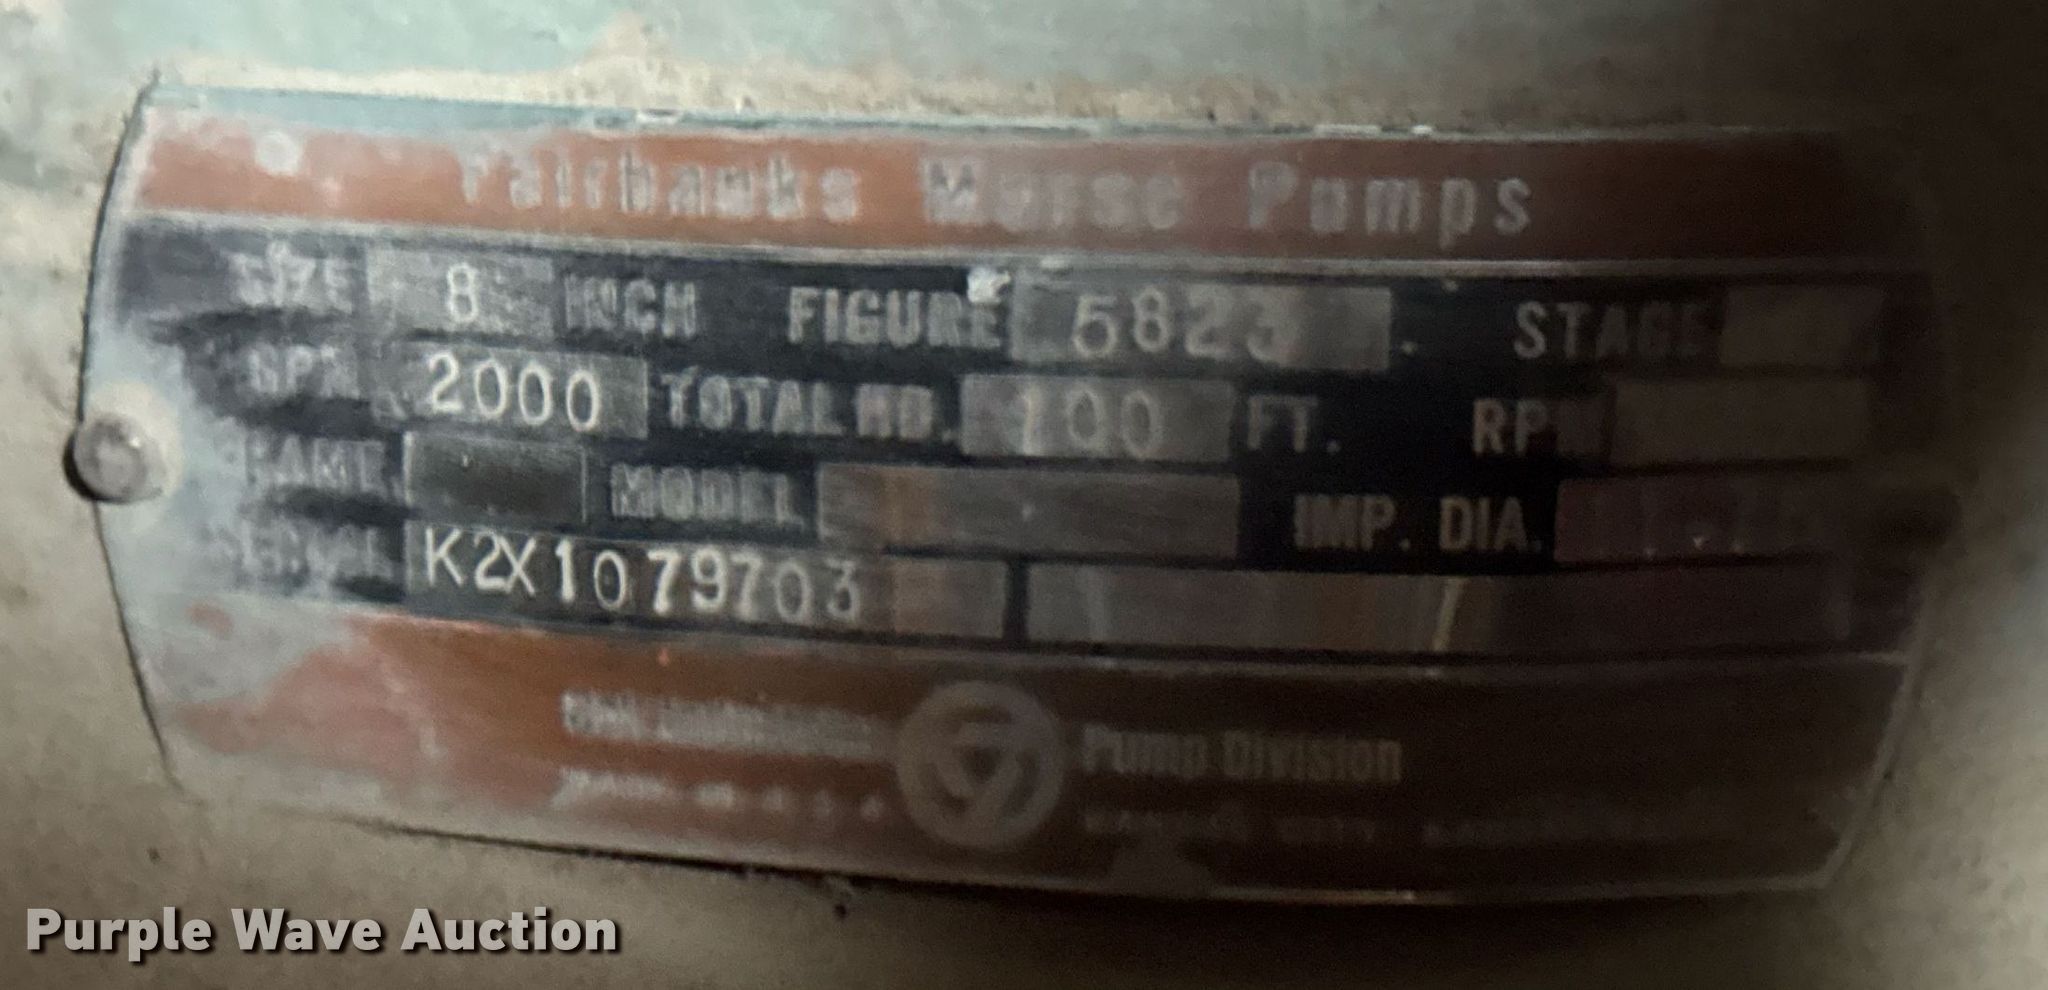 Fairbanks Morse Pumps
SIZE 8 INCH FIGURE 5823 STAGE
GPM 2000 TOTAL HD. 100 FT. RPM
FRAME MODEL IMP. DIA.
SERIAL K2X1079703
Pump Division
Purple Wave Auction